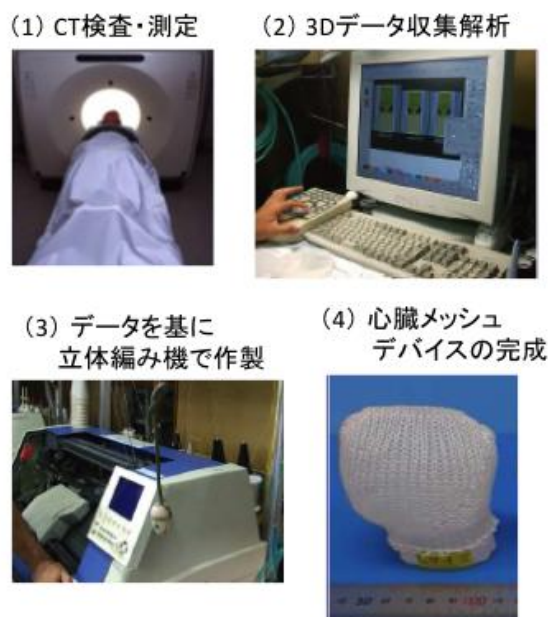 (1) CT検査・測定
(2) 3Dデータ収集解析
(3) データを基に
立体編み機で作製
(4) 心臓メッシュ
デバイスの完成
100